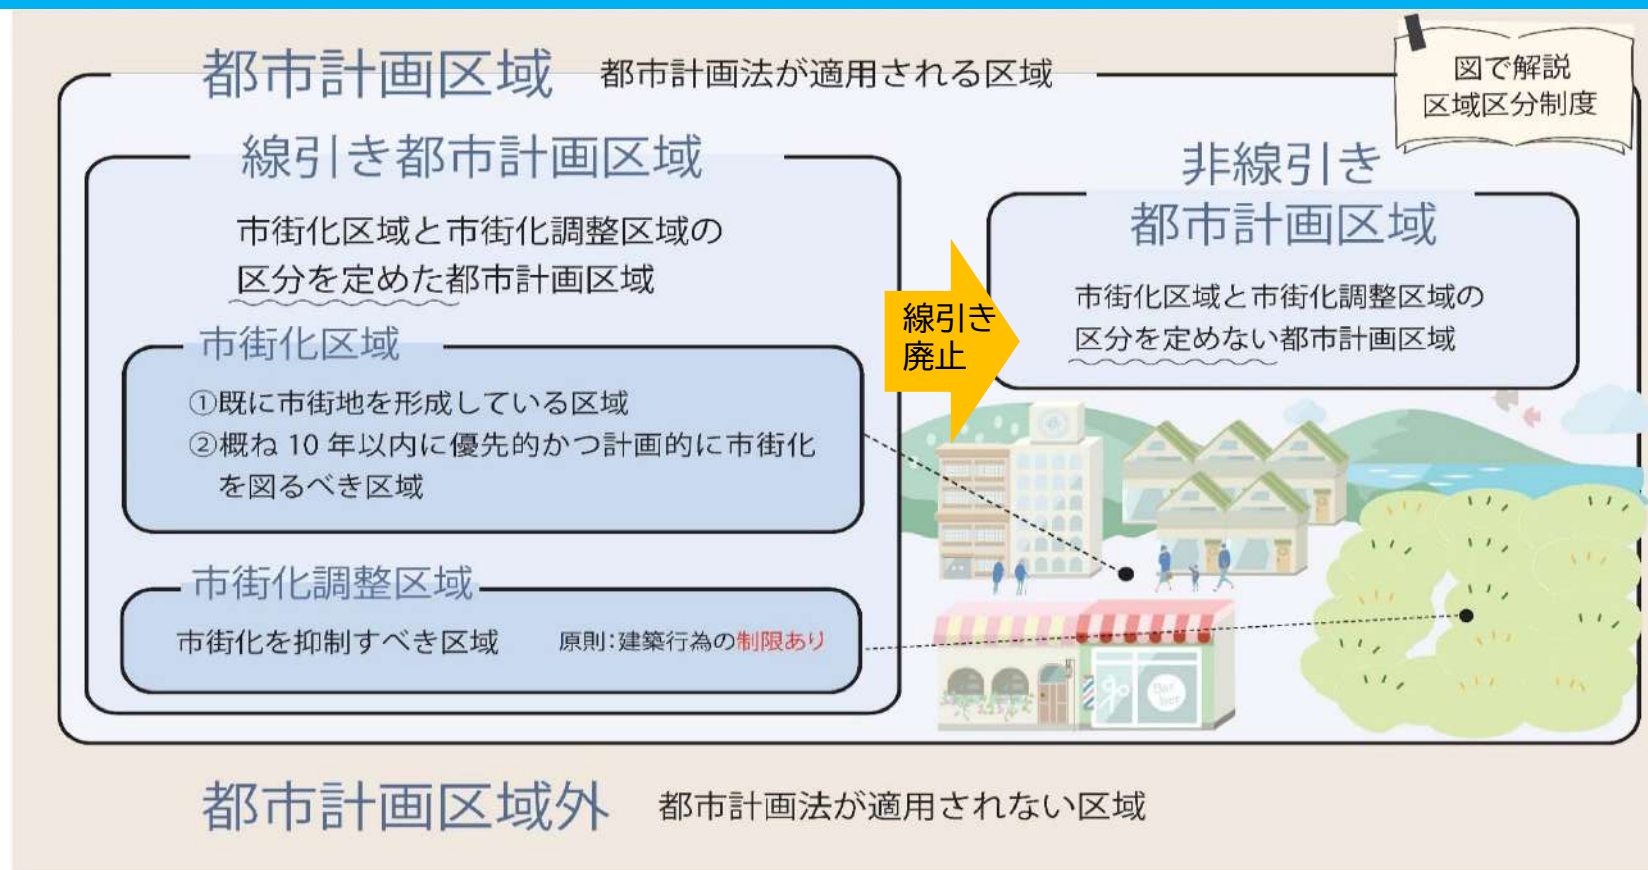 都市計画区域 都市計画法が適用される区域
図で解説
区域区分制度
線引き都市計画区域
市街化区域と市街化調整区域の
区分を定めた都市計画区域
市街化区域
①既に市街地を形成している区域
②概ね 10 年以内に優先的かつ計画的に市街化
を図るべき区域
市街化調整区域
市街化を抑制すべき区域 原則:建築行為の制限あり
線引き
廃止
非線引き
都市計画区域
市街化区域と市街化調整区域の
区分を定めない都市計画区域
Bar
ber
都市計画区域外 都市計画法が適用されない区域